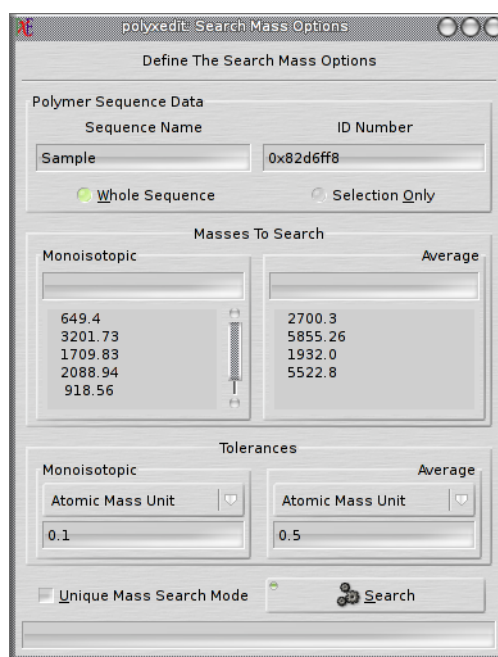 polyxedit: Search Mass Options
Define The Search Mass Options
Polymer Sequence Data
Sequence Name
ID Number
Sample
0x82d6ff8
Whole Sequence
Selection Only
Masses To Search
Monoisotopic
Average
649.4
3201.73
1709.83
2088.94
918.56
2700.3
5855.26
1932.0
5522.8
Tolerances
Monoisotopic
Average
Atomic Mass Unit
Atomic Mass Unit
0.1
0.5
Unique Mass Search Mode
Search